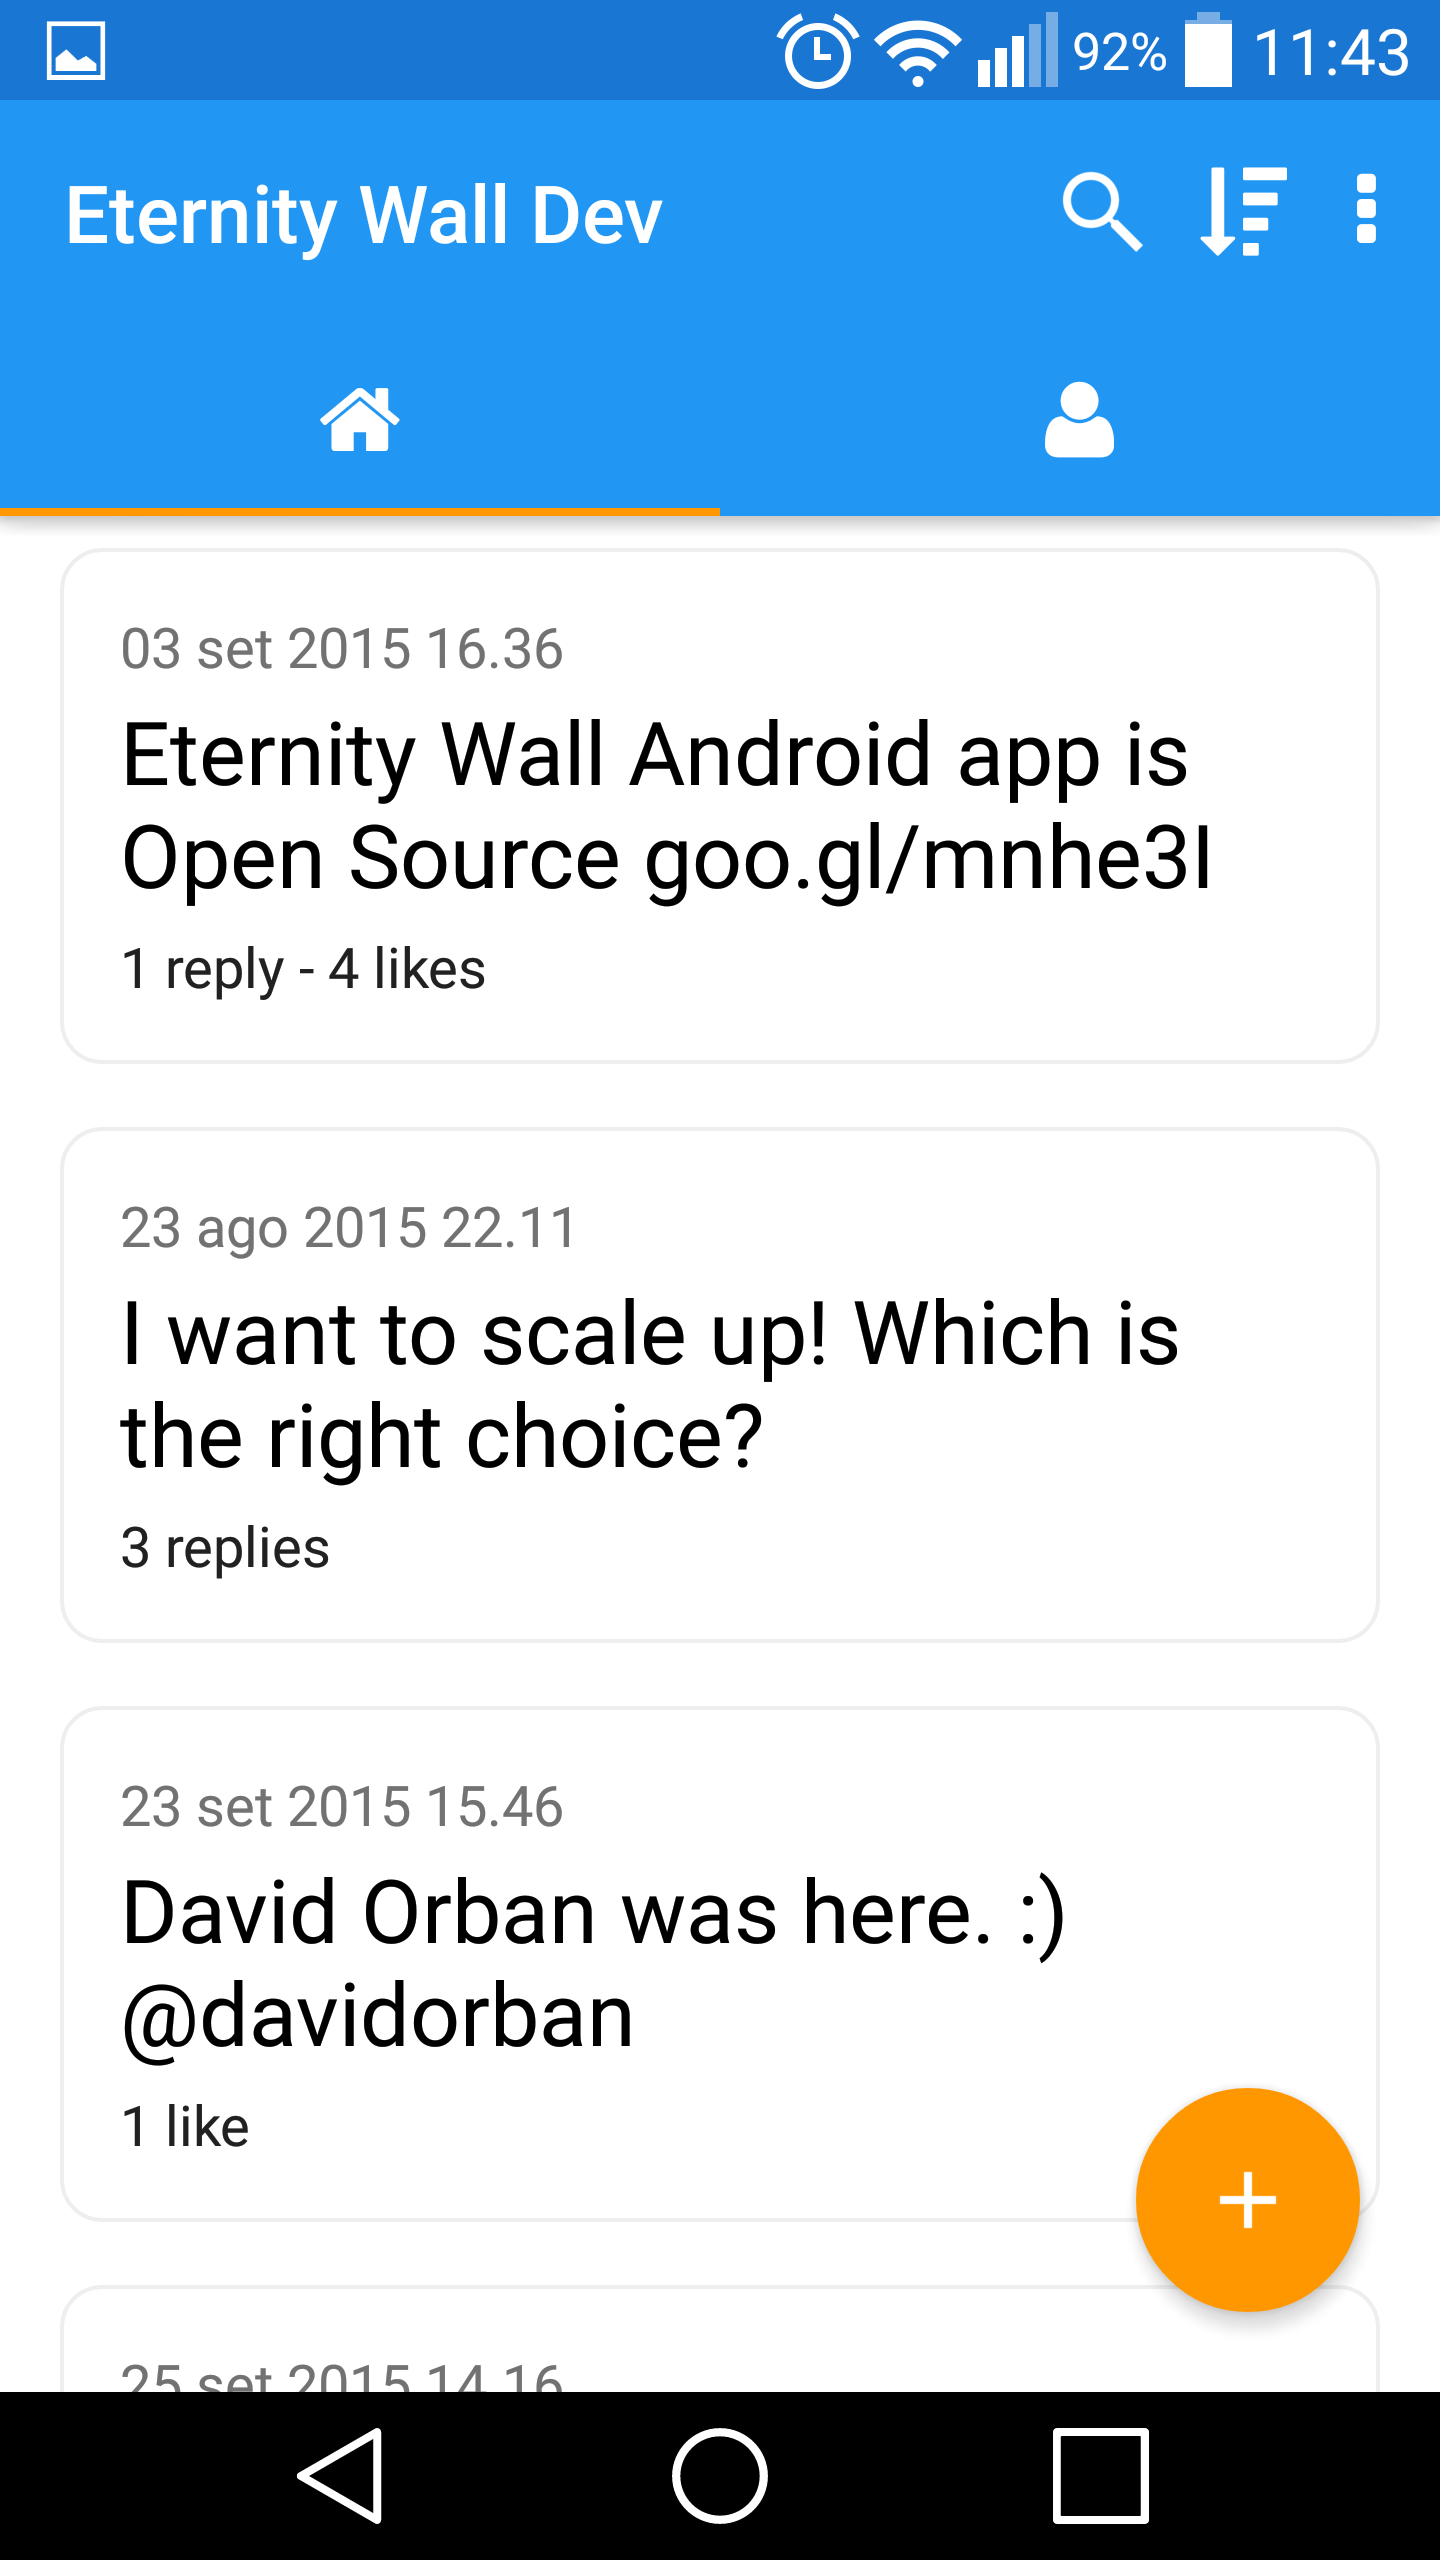 92% 11:43
Eternity Wall Dev
03 set 2015 16.36
Eternity Wall Android app is
Open Source goo.gl/mnhe3I
1 reply - 4 likes
23 ago 2015 22.11
I want to scale up! Which is
the right choice?
3 replies
23 set 2015 15.46
David Orban was here. :)
@davidorban
1 like
25 set 2015 14.16